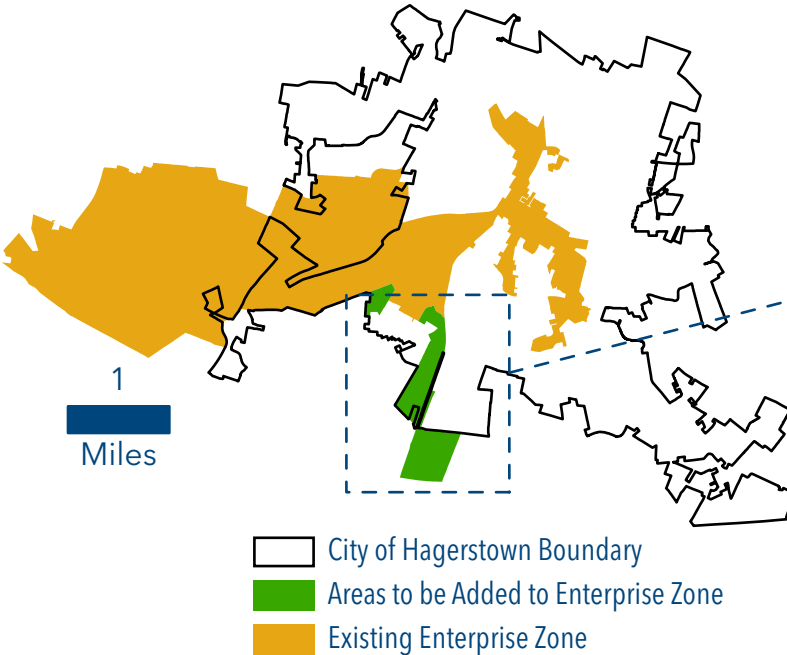 1
Miles
City of Hagerstown Boundary
Areas to be Added to Enterprise Zone
Existing Enterprise Zone